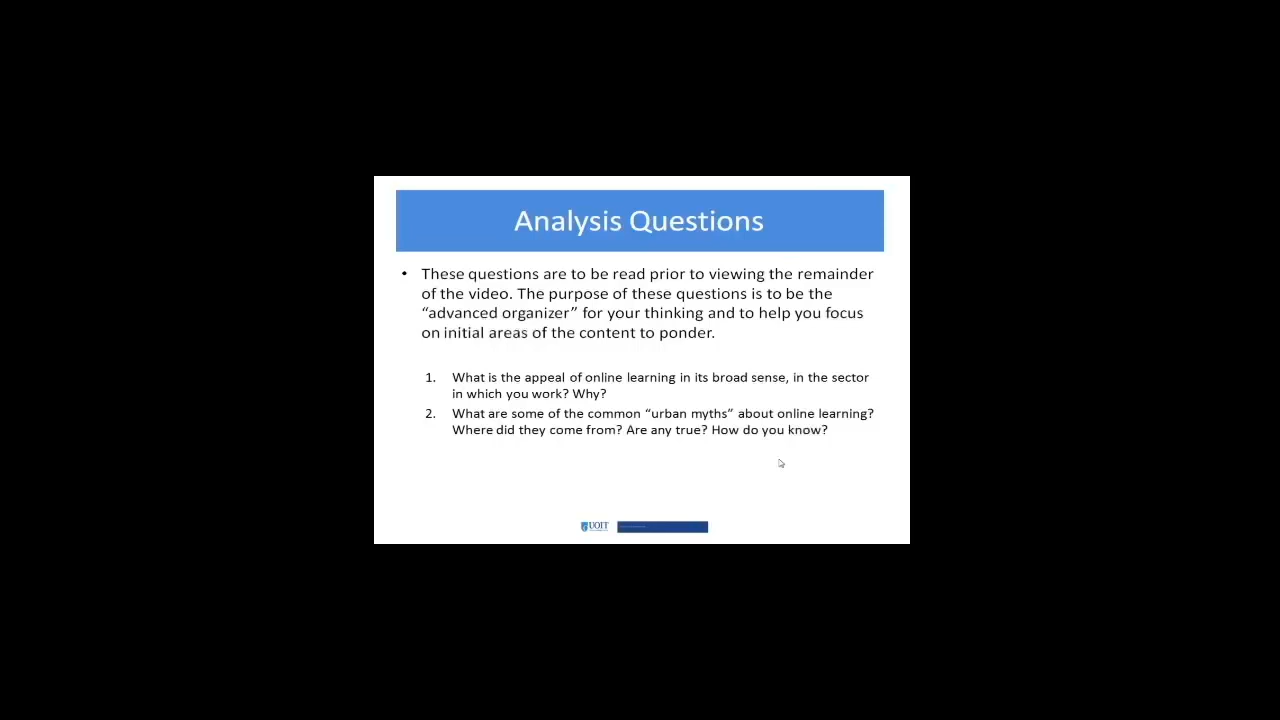 Analysis Questions
• These questions are to be read prior to viewing the remainder
of the video. The purpose of these questions is to be the
“advanced organizer” for your thinking and to help you focus
on initial areas of the content to ponder.
1. What is the appeal of online learning in its broad sense, in the sector
in which you work? Why?
2. What are some of the common “urban myths” about online learning?
Where did they come from? Are any true? How do you know?
UOIT